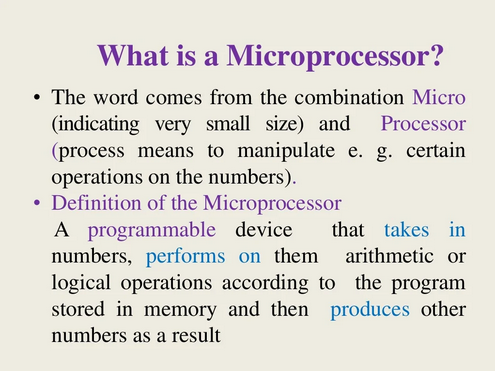 What is a Microprocessor?
• The word comes from the combination Micro
(indicating very small size) and Processor
(process means to manipulate e. g. certain
operations on the numbers).
• Definition of the Microprocessor
A programmable device that takes in
numbers, performs on them arithmetic or
logical operations according to the program
stored in memory and then produces other
numbers as a result